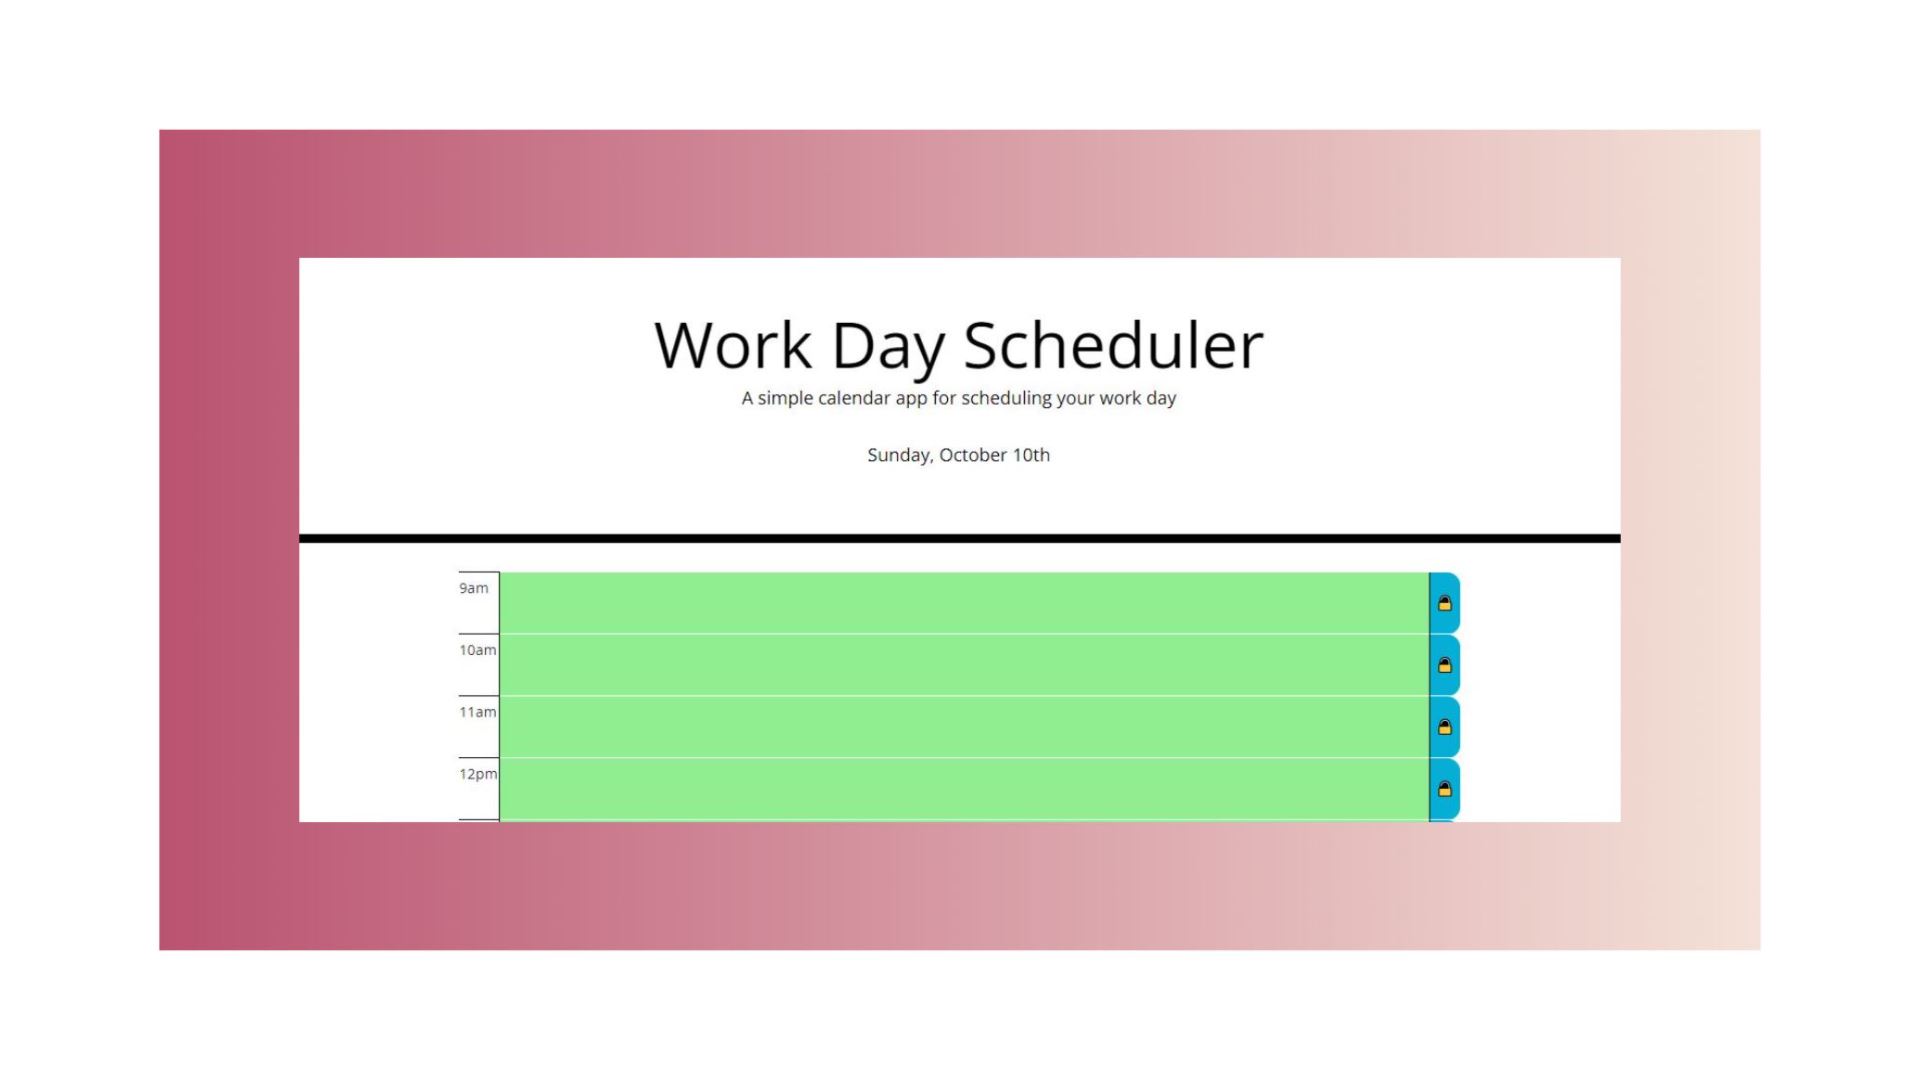 Work Day Scheduler
A simple calendar app for scheduling your work day
Sunday, October 10th
9am
10am
11am
12pm